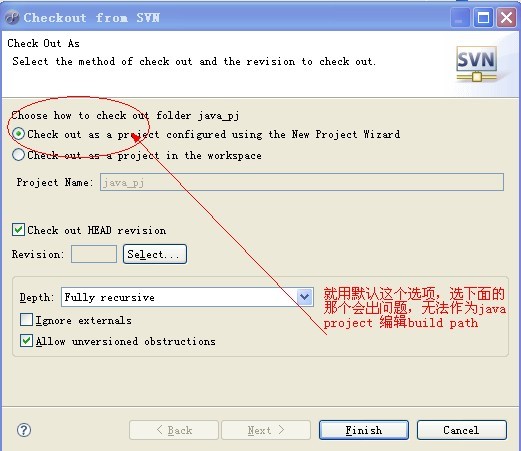 Checkout from SVN
Check Out As
Select the method of check out and the revision to check out.
SVN
Choose how to check out folder java_pj
Check out as a project configured using the New Project Wizard
Check out as a project in the workspace
Project Name: java_pj
Check out HEAD revision
Revision: Select...
Depth: Fully recursive
Ignore externals
Allow unversioned obstructions
就用默认这个选项，选下面的
那个会出问题，无法作为java
project 编辑build path
? < Back Next > Finish Cancel